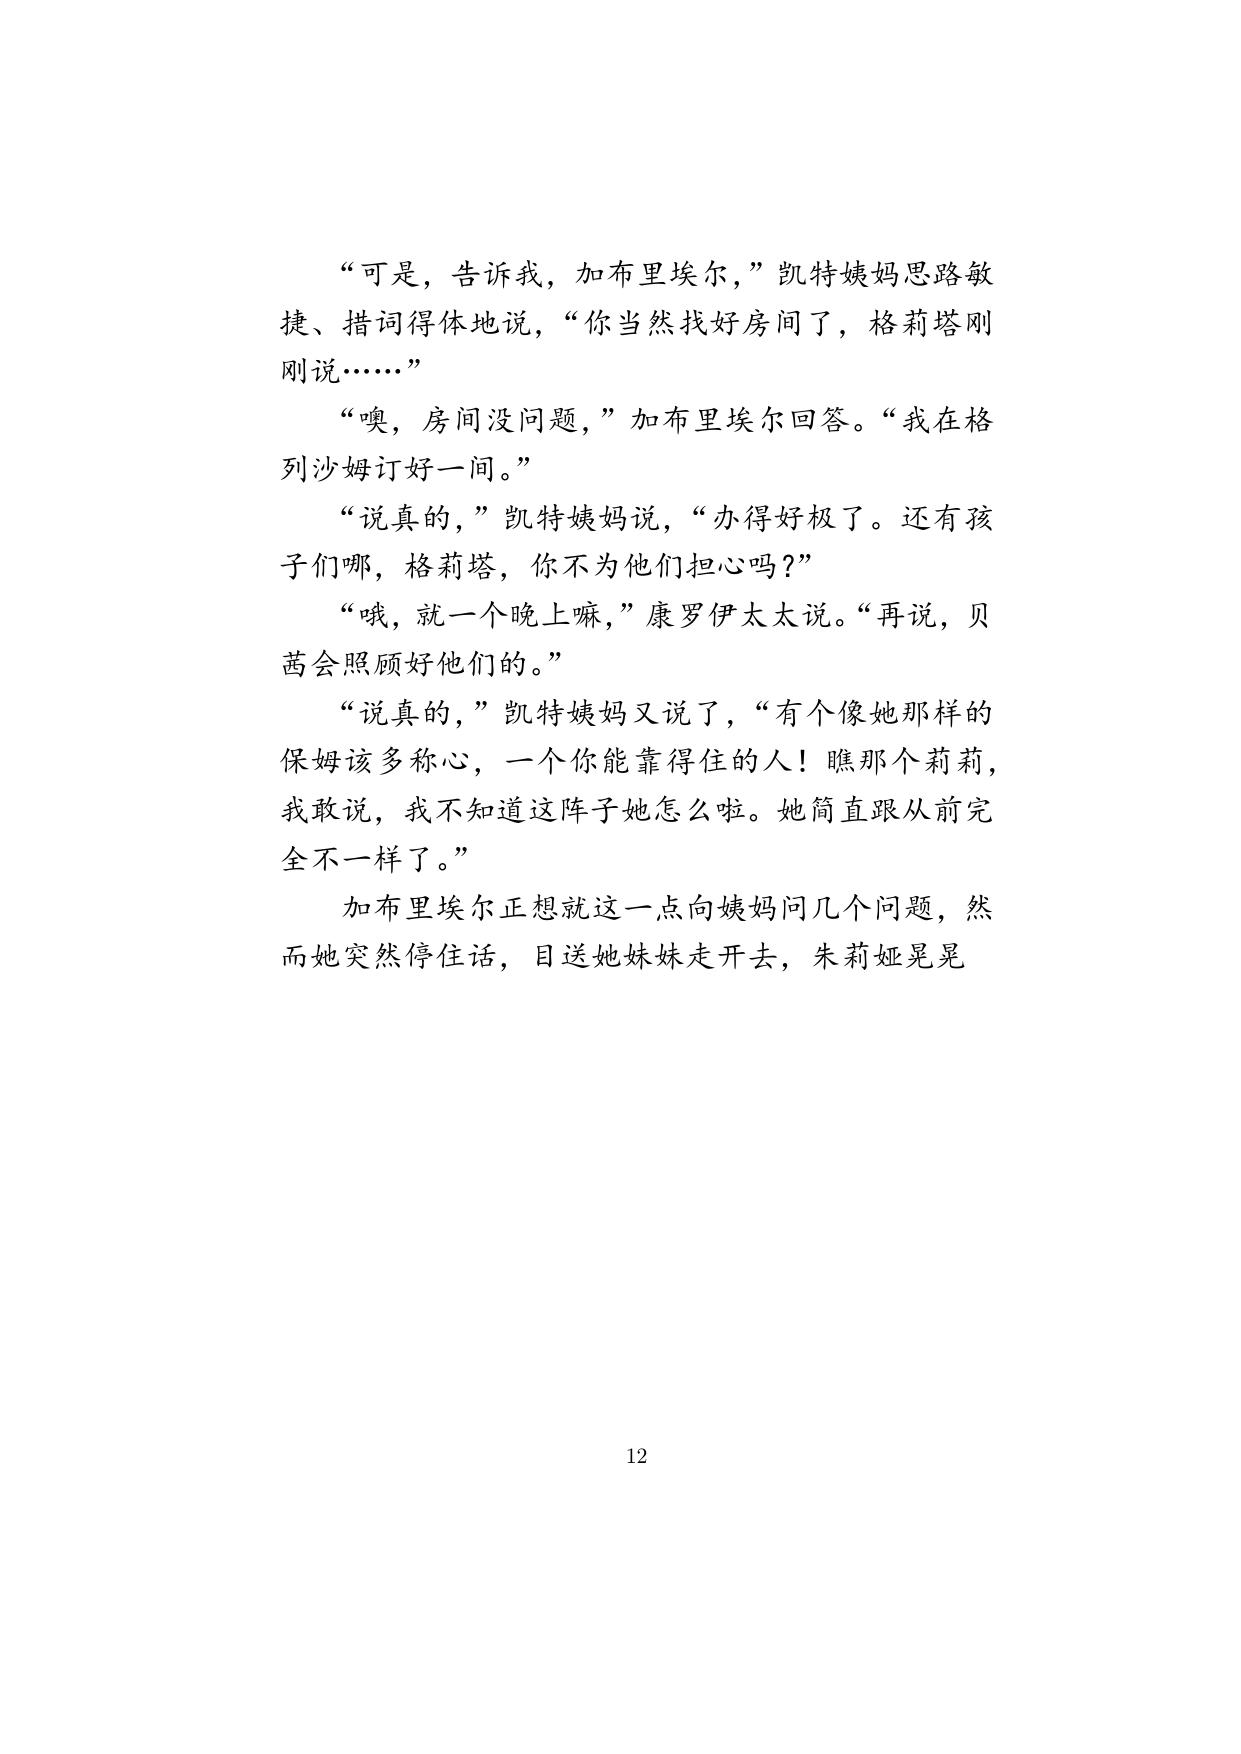 “可是，告诉我，加布里埃尔，”凯特姨妈思路敏
捷、措词得体地说，“你当然找好房间了，格莉塔刚
刚说……”
“噢，房间没问题，”加布里埃尔回答。“我在格
列沙姆订好一间。”
“说真的，”凯特姨妈说，“办得好极了。还有孩
子们哪，格莉塔，你不为他们担心吗？”
“哦，就一个晚上嘛，”康罗伊太太说。“再说，贝
茜会照顾好他们的。”
“说真的，”凯特姨妈又说了，“有个像她那样的
保姆该多称心，一个你能靠得住的人！瞧那个莉莉，
我敢说，我不知道这阵子她怎么啦。她简直跟从前完
全不一样了。”
加布里埃尔正想就这一点向姨妈问几个问题，然
而她突然停住话，目送她妹妹走开去，朱莉娅晃晃
12